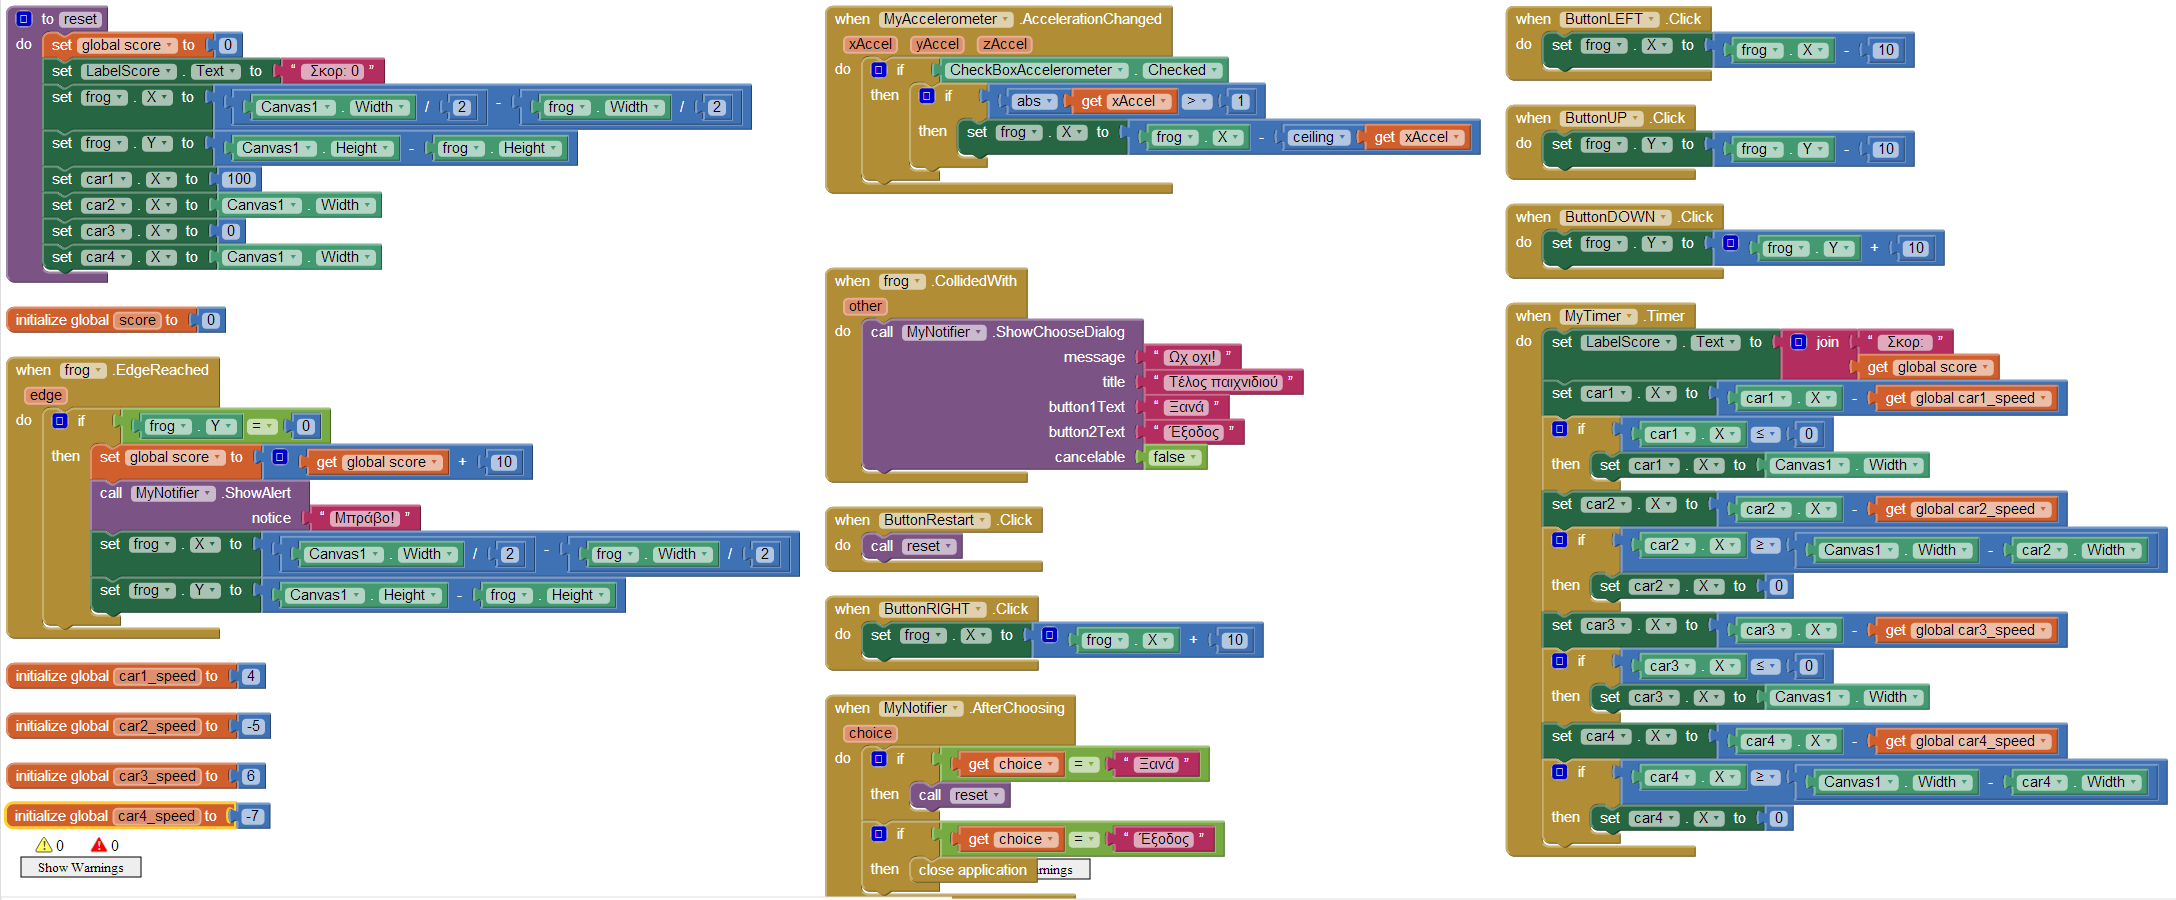 to reset
do set global score to 0
set LabelScore . Text to " Σκορ: 0 "
set frog . X to Canvas1 . Width / 2 - frog . Width / 2
set frog . Y to Canvas1 . Height - frog . Height
set car1 . X to 100
set car2 . X to Canvas1 . Width
set car3 . X to 0
set car4 . X to Canvas1 . Width
initialize global score to 0
when frog .EdgeReached
edge
do if frog . Y = 0
then set global score to get global score + 10
call MyNotifier .ShowAlert
notice " Μπράβο! "
set frog . X to Canvas1 . Width / 2 - frog . Width / 2
set frog . Y to Canvas1 . Height - frog . Height
initialize global car1_speed to 4
initialize global car2_speed to -5
initialize global car3_speed to 6
initialize global car4_speed to -7
0 0
Show Warnings
when MyAccelerometer .AccelerationChanged
xAccel yAccel zAccel
do if CheckBoxAccelerometer . Checked
then if abs get xAccel > 1
then set frog . X to frog . X - ceiling get xAccel
when frog .CollidedWith
other
do call MyNotifier .ShowChooseDialog
message " Ωχ οχι! "
title " Τέλος παιχνιδιού "
button1Text " Ξανά "
button2Text " Έξοδος "
cancelable false
when ButtonRestart .Click
do call reset
when ButtonRIGHT .Click
do set frog . X to frog . X + 10
when MyNotifier .AfterChoosing
choice
do if get choice = " Ξανά "
then call reset
if get choice = " Έξοδος "
then close application rnings
when ButtonLEFT .Click
do set frog . X to frog . X - 10
when ButtonUP .Click
do set frog . Y to frog . Y - 10
when ButtonDOWN .Click
do set frog . Y to frog . Y + 10
when MyTimer .Timer
do set LabelScore . Text to join " Σκορ: "
get global score
set car1 . X to car1 . X - get global car1_speed
if car1 . X ≤ 0
then set car1 . X to Canvas1 . Width
set car2 . X to car2 . X - get global car2_speed
if car2 . X ≥ Canvas1 . Width - car2 . Width
then set car2 . X to 0
set car3 . X to car3 . X - get global car3_speed
if car3 . X ≤ 0
then set car3 . X to Canvas1 . Width
set car4 . X to car4 . X - get global car4_speed
if car4 . X ≥ Canvas1 . Width - car4 . Width
then set car4 . X to 0